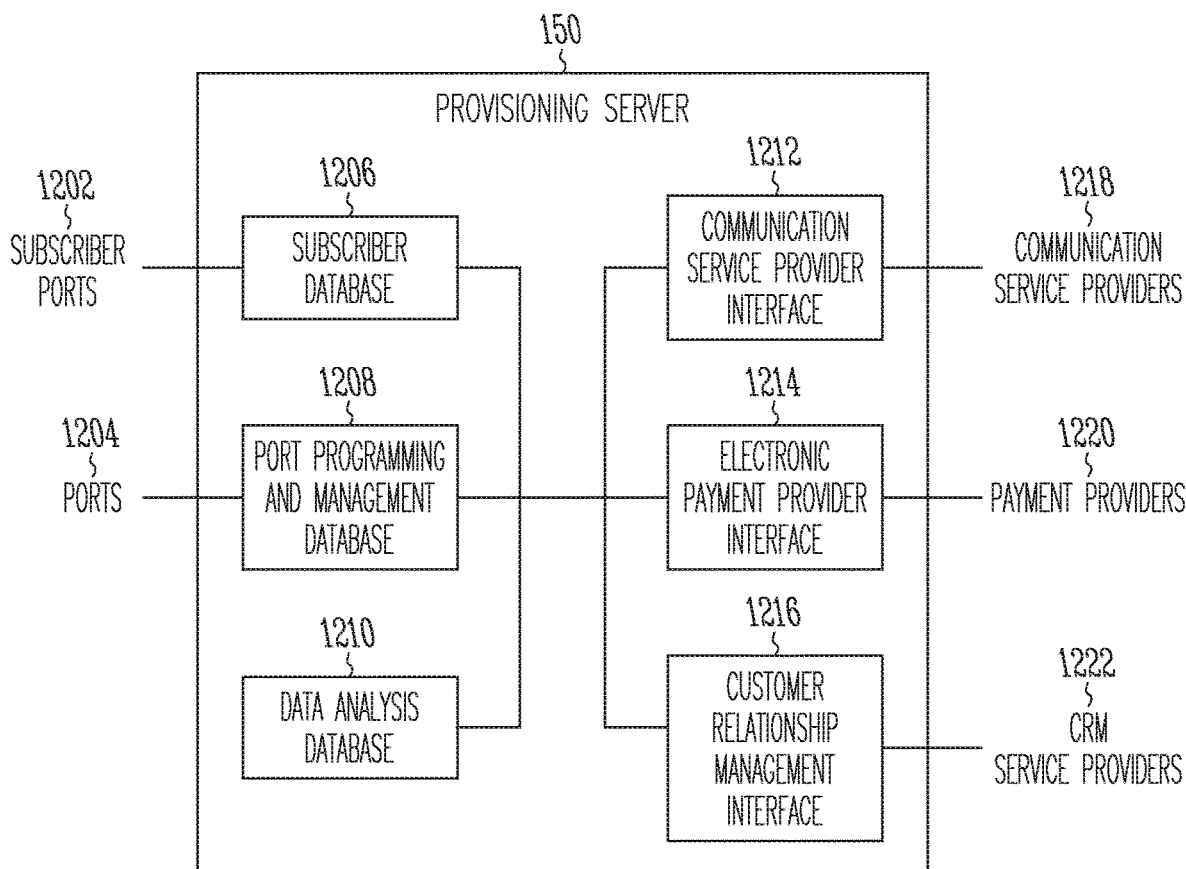 150
PROVISIONING SERVER
1202
SUBSCRIBER
PORTS
1206
SUBSCRIBER
DATABASE
1212
COMMUNICATION
SERVICE PROVIDER
INTERFACE
1218
COMMUNICATION
SERVICE PROVIDERS
1204
PORTS
1208
PORT PROGRAMMING
AND MANAGEMENT
DATABASE
1214
ELECTRONIC
PAYMENT PROVIDER
INTERFACE
1220
PAYMENT PROVIDERS
1210
DATA ANALYSIS
DATABASE
1216
CUSTOMER
RELATIONSHIP
MANAGEMENT
INTERFACE
1222
CRM
SERVICE PROVIDERS